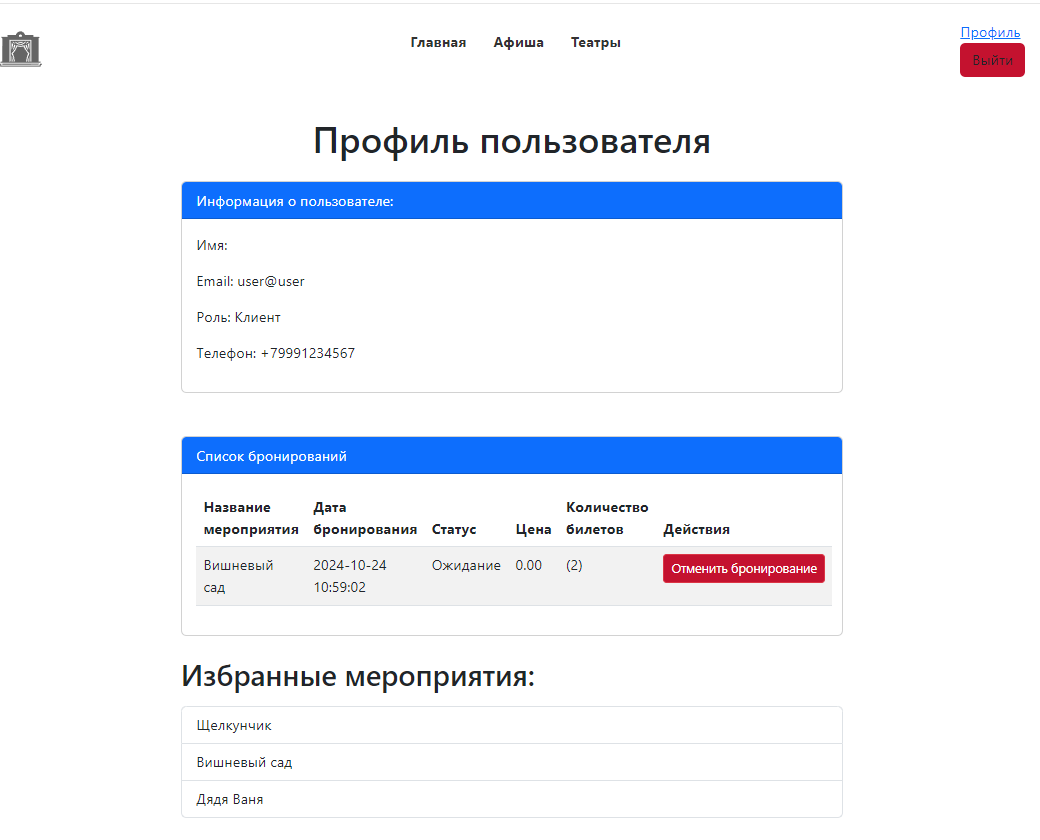 Главная Афиша Театры
Профиль
Выйти
Профиль пользователя
Информация о пользователе:
Имя:
Email: user@user
Роль: Клиент
Телефон: +79991234567
Список бронирований
Название Дата Количество
мероприятия бронирования Статус Цена билетов Действия
Вишневый 2024-10-24 Ожидание 0.00 (2) Отменить бронирование
сад 10:59:02
Избранные мероприятия:
Щелкунчик
Вишневый сад
Дядя Ваня